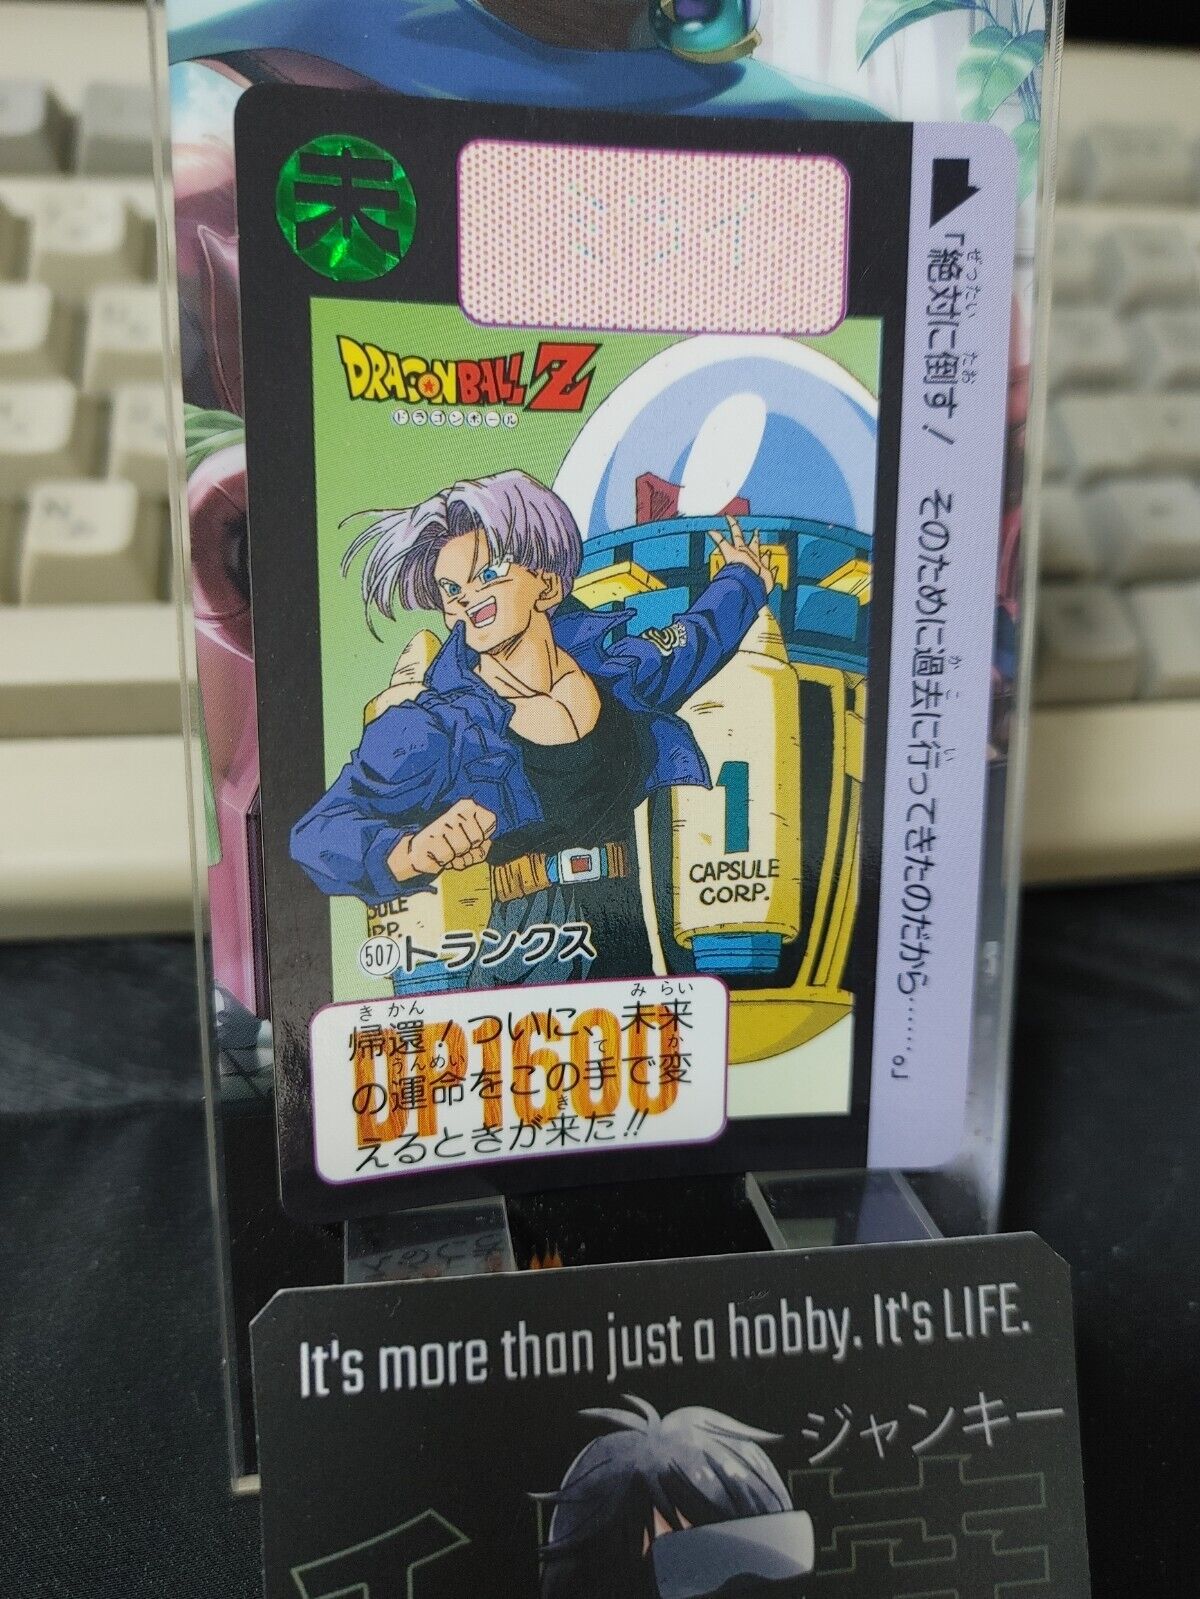 未
DRAGON BALL Z
ドラゴンボール
1
CAPSULE
CORP.
SULE
RP.
507 トランクス
DP1600
帰還！ついに、未来
の運命をこの手で変
えるときが来た!!
「絶対に倒す！　そのために過去に行ってきたのだから……。」
It's more than just a hobby. It's LIFE.
ジャンキー